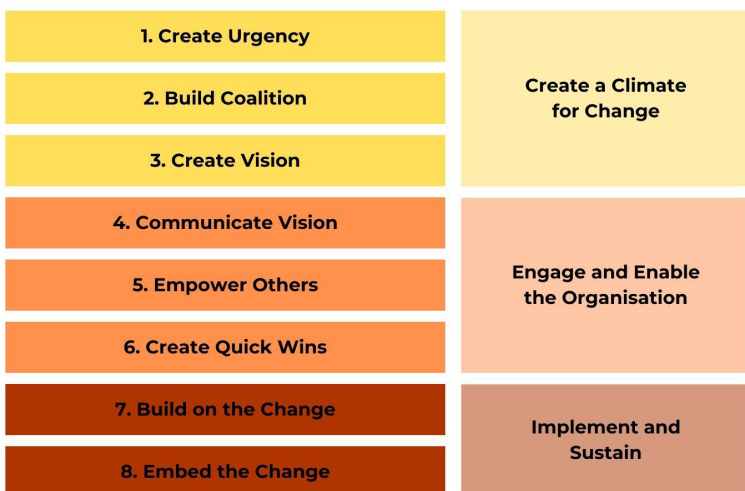 1. Create Urgency
2. Build Coalition
3. Create Vision
Create a Climate
for Change
4. Communicate Vision
5. Empower Others
6. Create Quick Wins
Engage and Enable
the Organisation
7. Build on the Change
8. Embed the Change
Implement and
Sustain